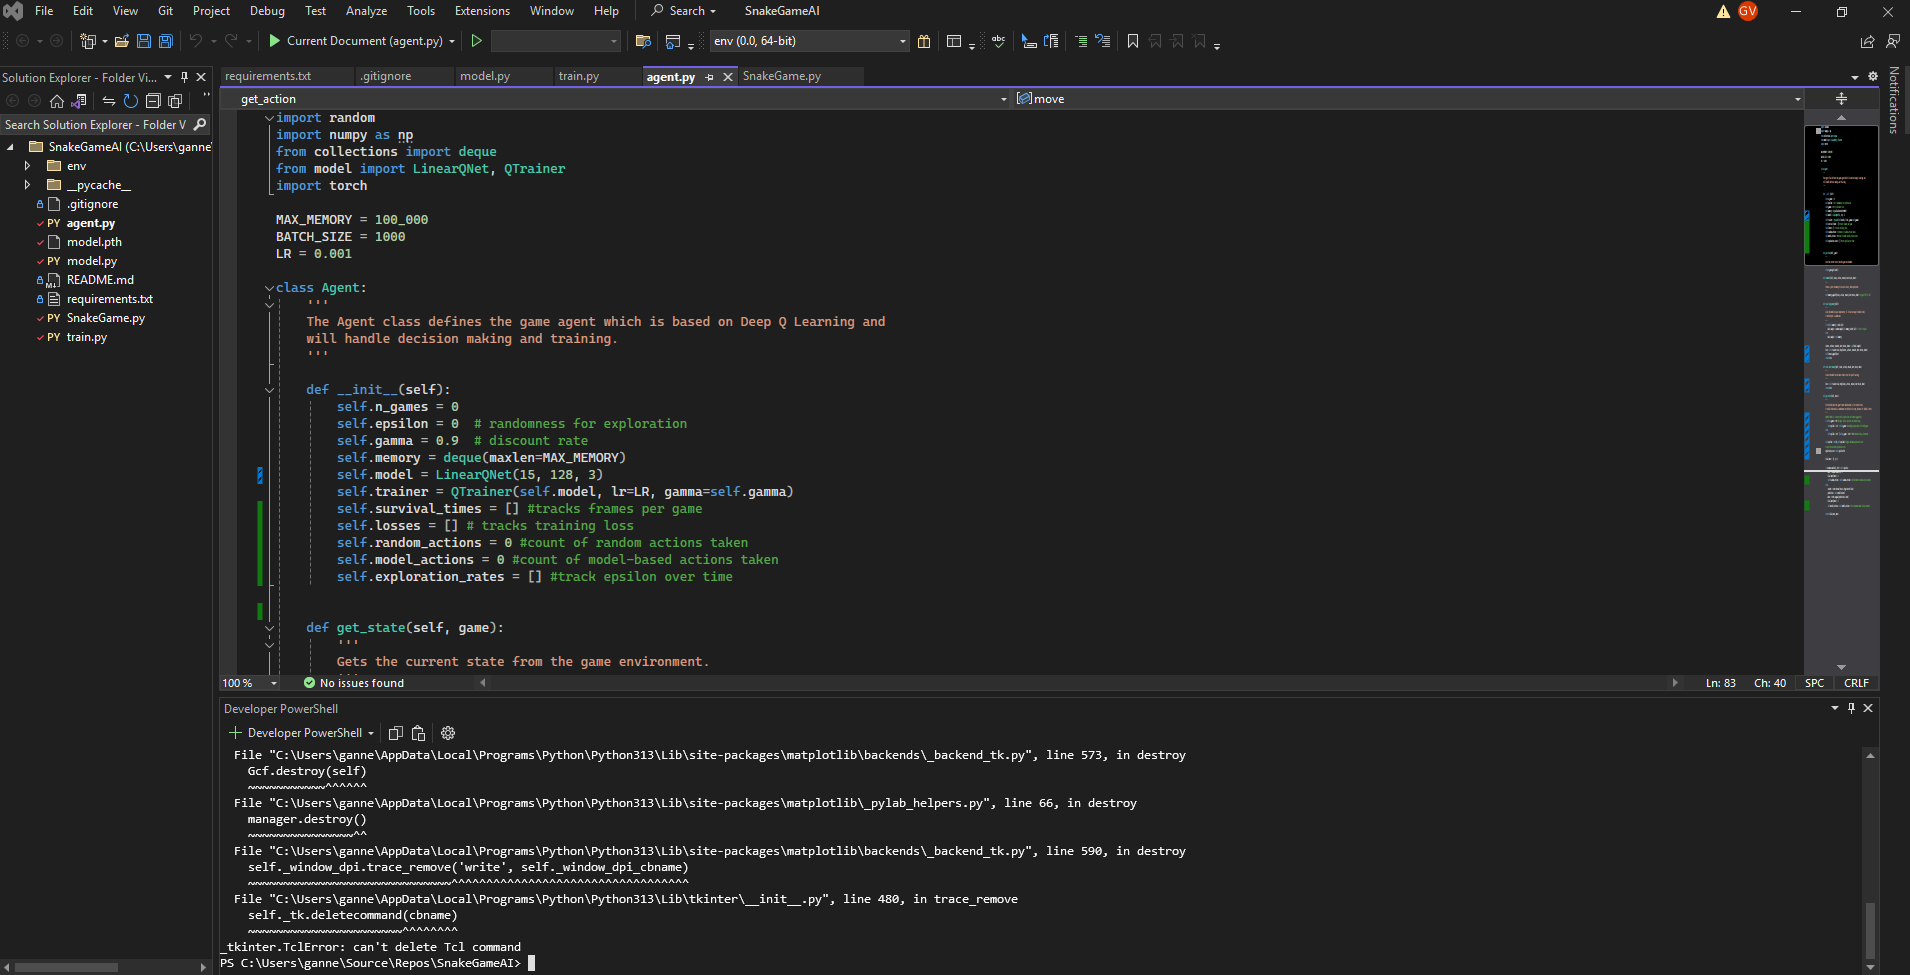 File Edit View Git Project Debug Test Analyze Tools Extensions Window Help Search SnakeGameAI GV
Current Document (agent.py) env (0.0, 64-bit) abc
Solution Explorer - Folder Vi...
Search Solution Explorer - Folder V
SnakeGameAI (C:\Users\ganne
env
__pycache__
.gitignore
PY agent.py
model.pth
PY model.py
README.md
requirements.txt
PY SnakeGame.py
PY train.py
requirements.txt .gitignore model.py train.py agent.py SnakeGame.py
get_action move
import random
import numpy as np
from collections import deque
from model import LinearQNet, QTrainer
import torch
MAX_MEMORY = 100_000
BATCH_SIZE = 1000
LR = 0.001
class Agent:
'''
The Agent class defines the game agent which is based on Deep Q Learning and
will handle decision making and training.
'''
def __init__(self):
self.n_games = 0
self.epsilon = 0  # randomness for exploration
self.gamma = 0.9  # discount rate
self.memory = deque(maxlen=MAX_MEMORY)
self.model = LinearQNet(15, 128, 3)
self.trainer = QTrainer(self.model, lr=LR, gamma=self.gamma)
self.survival_times = [] #tracks frames per game
self.losses = [] # tracks training loss
self.random_actions = 0 #count of random actions taken
self.model_actions = 0 #count of model-based actions taken
self.exploration_rates = [] #track epsilon over time
def get_state(self, game):
'''
Gets the current state from the game environment.
'''
100 % No issues found Ln: 83 Ch: 40 SPC CRLF
Notifications
Developer PowerShell
Developer PowerShell
File "C:\Users\ganne\AppData\Local\Programs\Python\Python313\Lib\site-packages\matplotlib\backends\_backend_tk.py", line 573, in destroy
Gcf.destroy(self)
~~~~~~~~~~~^^^^^^
File "C:\Users\ganne\AppData\Local\Programs\Python\Python313\Lib\site-packages\matplotlib\_pylab_helpers.py", line 66, in destroy
manager.destroy()
~~~~~~~~~~~~~~~^^
File "C:\Users\ganne\AppData\Local\Programs\Python\Python313\Lib\site-packages\matplotlib\backends\_backend_tk.py", line 590, in destroy
self._window_dpi.trace_remove('write', self._window_dpi_cbname)
~~~~~~~~~~~~~~~~~~~~~~~~~~~~~^^^^^^^^^^^^^^^^^^^^^^^^^^^^^^^^^^
File "C:\Users\ganne\AppData\Local\Programs\Python\Python313\Lib\tkinter\__init__.py", line 480, in trace_remove
self._tk.deletecommand(cbname)
~~~~~~~~~~~~~~~~~~~~~~^^^^^^^^
_tkinter.TclError: can't delete Tcl command
PS C:\Users\ganne\Source\Repos\SnakeGameAI>